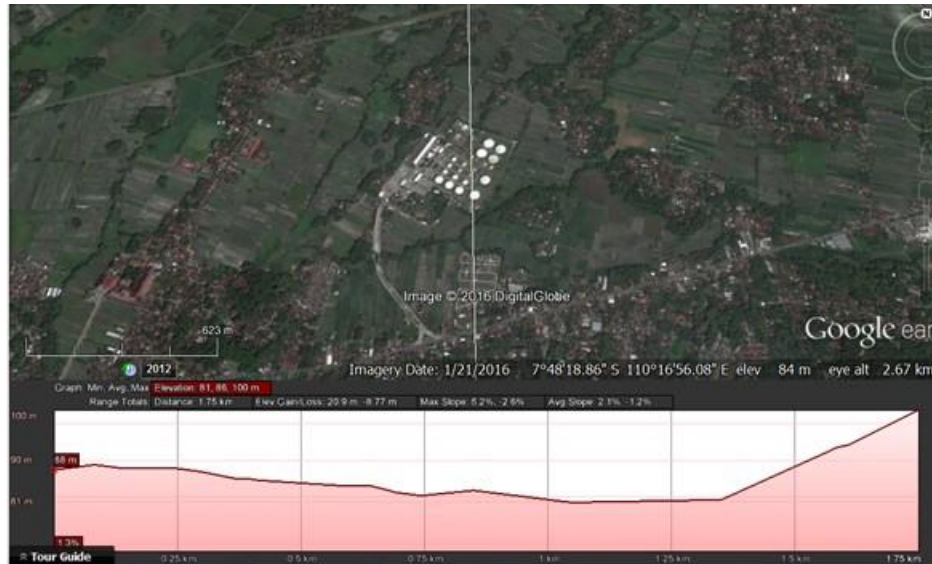 Image © 2016 DigitalGlobe
623 m
Google ear
2012
Imagery Date: 1/21/2016 7°48'18.86" S 110°16'56.08" E elev 84 m eye alt 2.67 km
Graph: Min, Avg, Max Elevation: 81, 86, 100 m
Range Totals: Distance: 1.75 km Elev Gain/Loss: 20.9 m, -8.77 m Max Slope: 5.2%, -2.6% Avg Slope: 2.1%, -1.2%
100 m
90 m
88 m
81 m
1.3%
Tour Guide 0.25 km 0.5 km 0.75 km 1 km 1.25 km 1.5 km 1.75 km